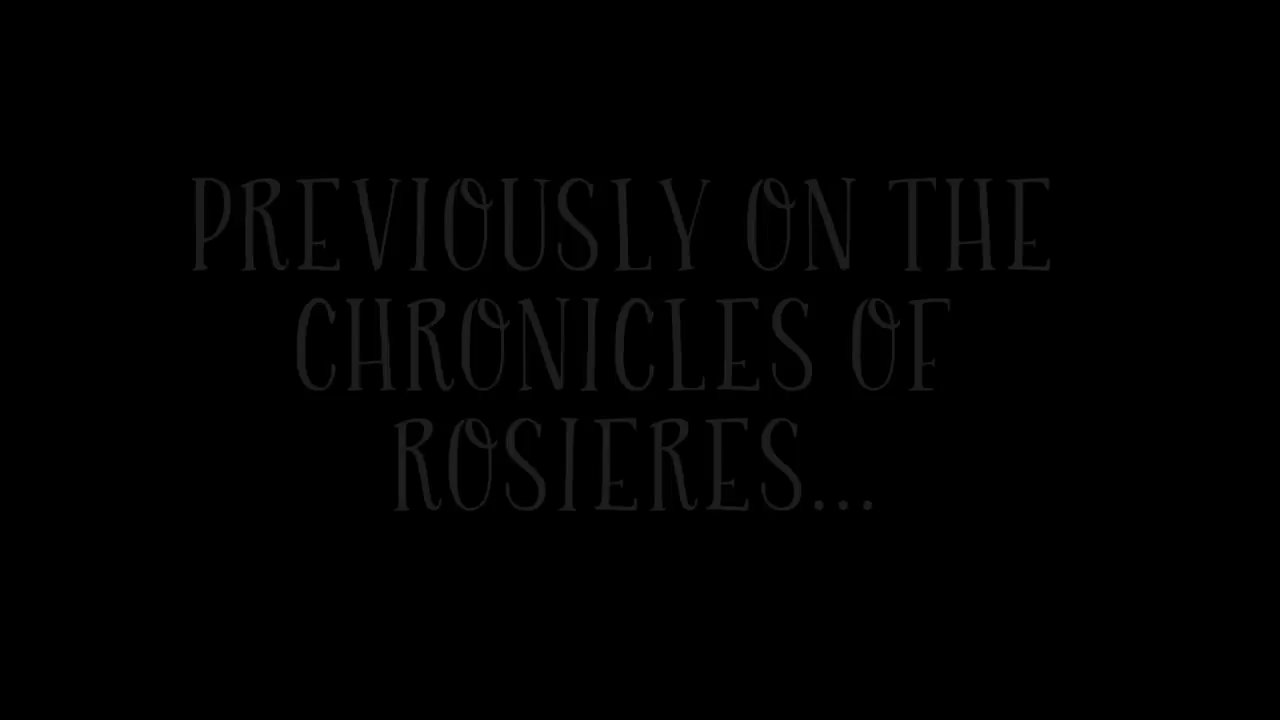 PREVIOUSLY ON THE
CHRONICLES OF
ROSIERES...